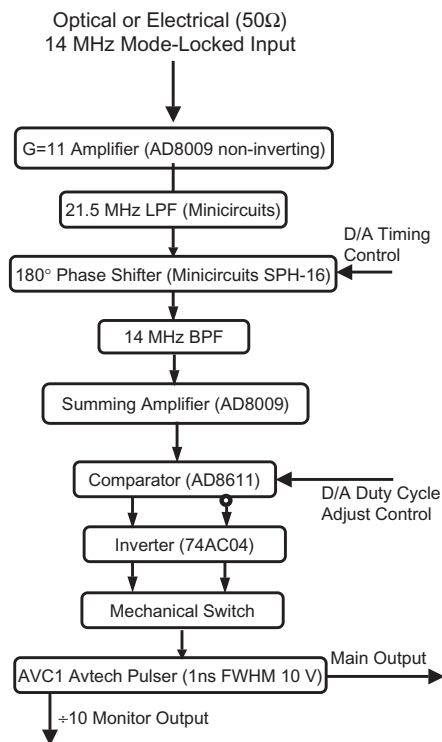 Optical or Electrical (50Ω)
14 MHz Mode-Locked Input
G=11 Amplifier (AD8009 non-inverting)
21.5 MHz LPF (Minicircuits)
D/A Timing
Control
180° Phase Shifter (Minicircuits SPH-16)
14 MHz BPF
Summing Amplifier (AD8009)
Comparator (AD8611)
D/A Duty Cycle
Adjust Control
Inverter (74AC04)
Mechanical Switch
Main Output
AVC1 Avtech Pulser (1ns FWHM 10 V)
÷10 Monitor Output